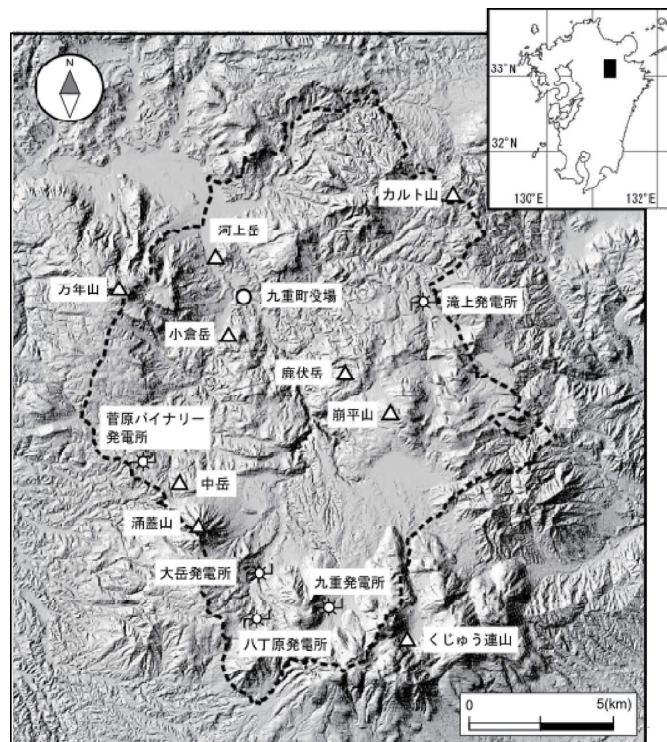 N
33°N
32°N
130°E
132°E
カルト山
河上岳
万年山
九重町役場
滝上発電所
小倉岳
鹿伏岳
崩平山
菅原バイナリー
発電所
中岳
涌蓋山
大岳発電所
九重発電所
八丁原発電所
くじゅう連山
0
5(km)